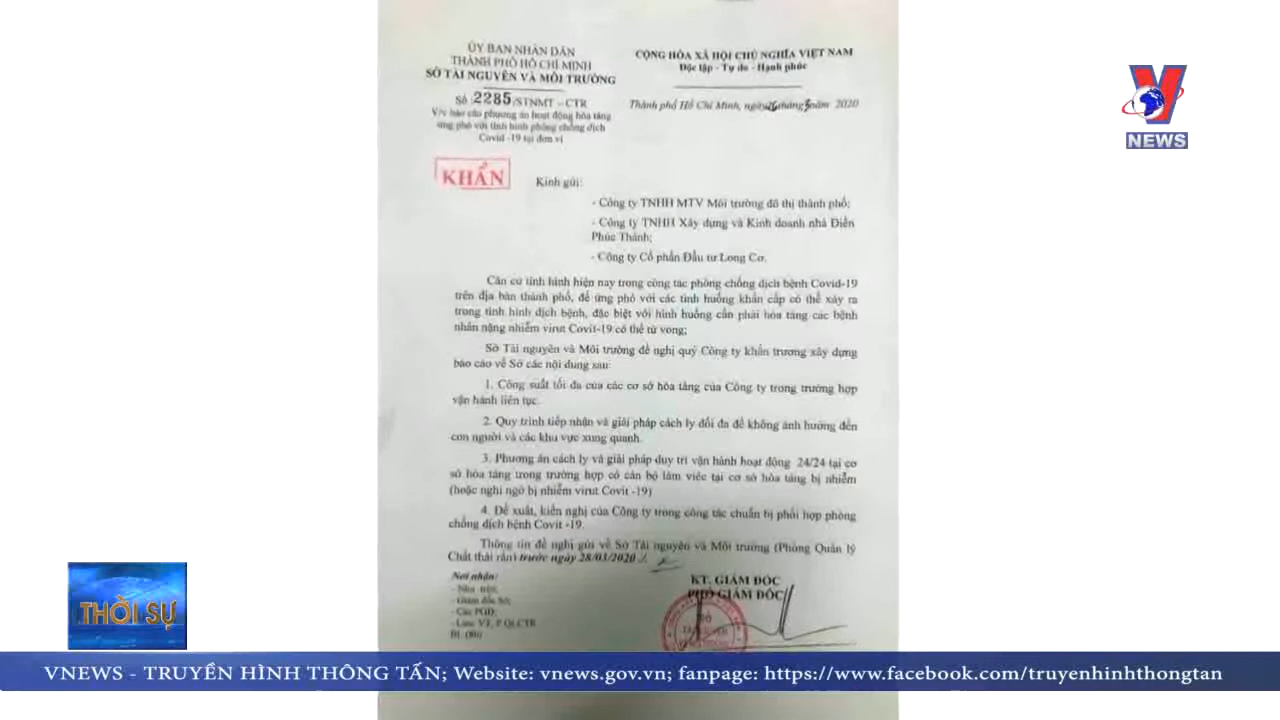 ỦY BAN NHÂN DÂN
THÀNH PHỐ HỒ CHÍ MINH
SỞ TÀI NGUYÊN VÀ MÔI TRƯỜNG
CỘNG HÒA XÃ HỘI CHỦ NGHĨA VIỆT NAM
Độc lập - Tự do - Hạnh phúc
Số 2285/STNMT - CTR
Thành phố Hồ Chí Minh, ngày 26 tháng 3 năm 2020
V/v báo cáo phương án hoạt động hỏa táng
ứng phó với tình hình phòng chống dịch
Covid -19 tại đơn vị
KHẨN
Kính gửi:
- Công ty TNHH MTV Môi trường đô thị thành phố;
- Công ty TNHH Xây dựng và Kinh doanh nhà Điền
Phúc Thành;
- Công ty Cổ phần Đầu tư Long Cơ.
Căn cứ tình hình hiện nay trong công tác phòng chống dịch bệnh Covid-19
trên địa bàn thành phố, để ứng phó với các tình huống khẩn cấp có thể xảy ra
trong tình hình dịch bệnh, đặc biệt với hình huống cần phải hỏa táng các bệnh
nhân nặng nhiễm virut Covit-19 có thể tử vong;
Sở Tài nguyên và Môi trường đề nghị quý Công ty khẩn trương xây dựng
báo cáo về Sở các nội dung sau:
1. Công suất tối đa của các cơ sở hỏa táng của Công ty trong trường hợp
vận hành liên tục.
2. Quy trình tiếp nhận và giải pháp cách ly đối đa để không ảnh hưởng đến
con người và các khu vực xung quanh.
3. Phương án cách ly và giải pháp duy trì vận hành hoạt động 24/24 tại cơ
sở hỏa táng trong trường hợp có cán bộ làm việc tại cơ sở hỏa táng bị nhiễm
(hoặc nghi ngờ bị nhiễm virut Covit -19)
4. Đề xuất, kiến nghị của Công ty trong công tác chuẩn bị phối hợp phòng
chống dịch bệnh Covit -19.
Thông tin đề nghị gửi về Sở Tài nguyên và Môi trường (Phòng Quản lý
Chất thải rắn) trước ngày 28/03/2020
Nơi nhận:
- Như trên;
- Giám đốc Sở;
- Các PGĐ;
- Lưu: VT, P.QLCTR
KT. GIÁM ĐỐC
PHÓ GIÁM ĐỐC
V
NEWS
THỜI SỰ
VNEWS - TRUYỀN HÌNH THÔNG TẤN; Website: vnews.gov.vn; fanpage: https://www.facebook.com/truyenhinhthongtan